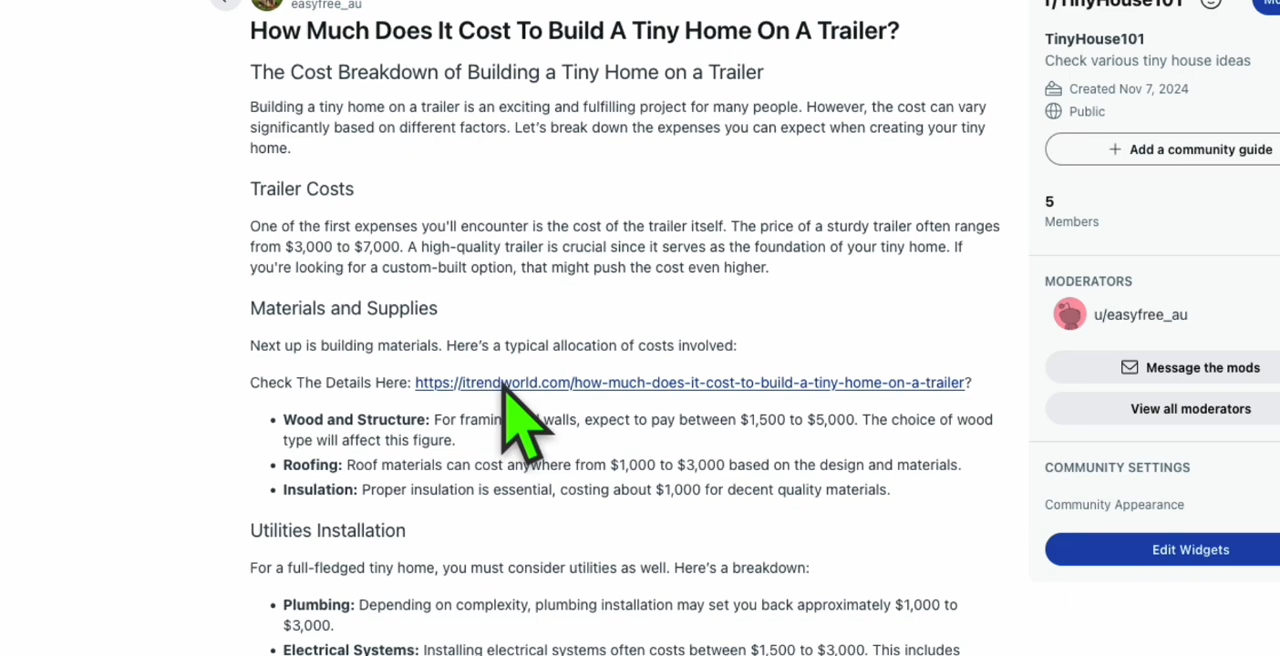 easyfree_au
How Much Does It Cost To Build A Tiny Home On A Trailer?
The Cost Breakdown of Building a Tiny Home on a Trailer
Building a tiny home on a trailer is an exciting and fulfilling project for many people. However, the cost can vary
significantly based on different factors. Let's break down the expenses you can expect when creating your tiny
home.
Trailer Costs
One of the first expenses you'll encounter is the cost of the trailer itself. The price of a sturdy trailer often ranges
from $3,000 to $7,000. A high-quality trailer is crucial since it serves as the foundation of your tiny home. If
you're looking for a custom-built option, that might push the cost even higher.
Materials and Supplies
Next up is building materials. Here's a typical allocation of costs involved:
Check The Details Here: https://itrendworld.com/how-much-does-it-cost-to-build-a-tiny-home-on-a-trailer?
• Wood and Structure: For framing walls, expect to pay between $1,500 to $5,000. The choice of wood
type will affect this figure.
• Roofing: Roof materials can cost anywhere from $1,000 to $3,000 based on the design and materials.
• Insulation: Proper insulation is essential, costing about $1,000 for decent quality materials.
Utilities Installation
For a full-fledged tiny home, you must consider utilities as well. Here's a breakdown:
• Plumbing: Depending on complexity, plumbing installation may set you back approximately $1,000 to
$3,000.
• Electrical Systems: Installing electrical systems often costs between $1,500 to $3,000. This includes
r/TinyHouse101
TinyHouse101
Check various tiny house ideas
Created Nov 7, 2024
Public
+ Add a community guide
5
Members
MODERATORS
u/easyfree_au
Message the mods
View all moderators
COMMUNITY SETTINGS
Community Appearance
Edit Widgets